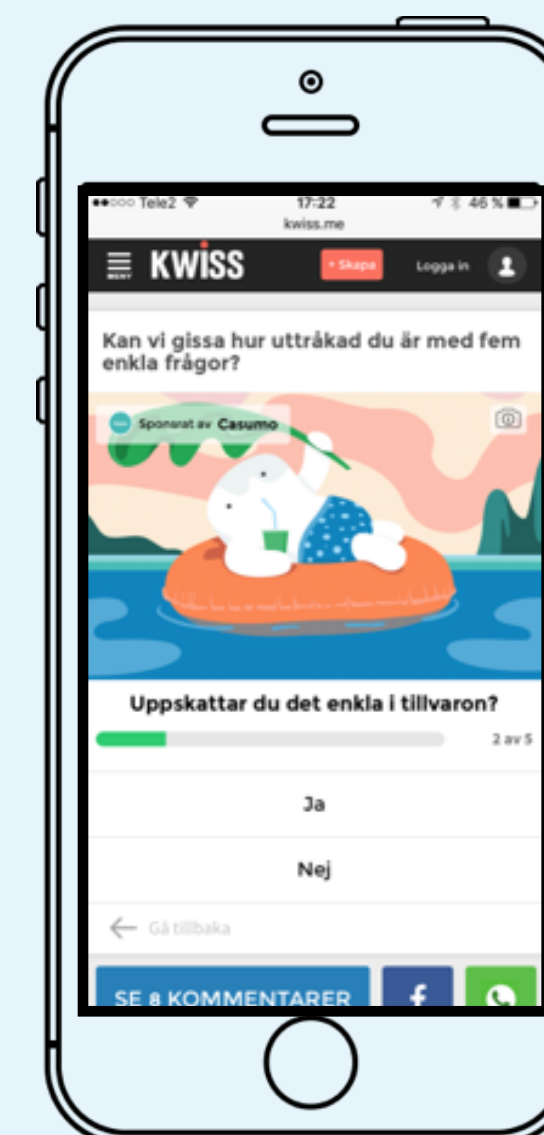 Tele2 17:22 46 %
kwiss.me
MENY KWISS + Skapa Logga in
Kan vi gissa hur uttråkad du är med fem
enkla frågor?
Sponsrat av Casumo
Uppskattar du det enkla i tillvaron?
2 av 5
Ja
Nej
← Gå tillbaka
SE 8 KOMMENTARER f